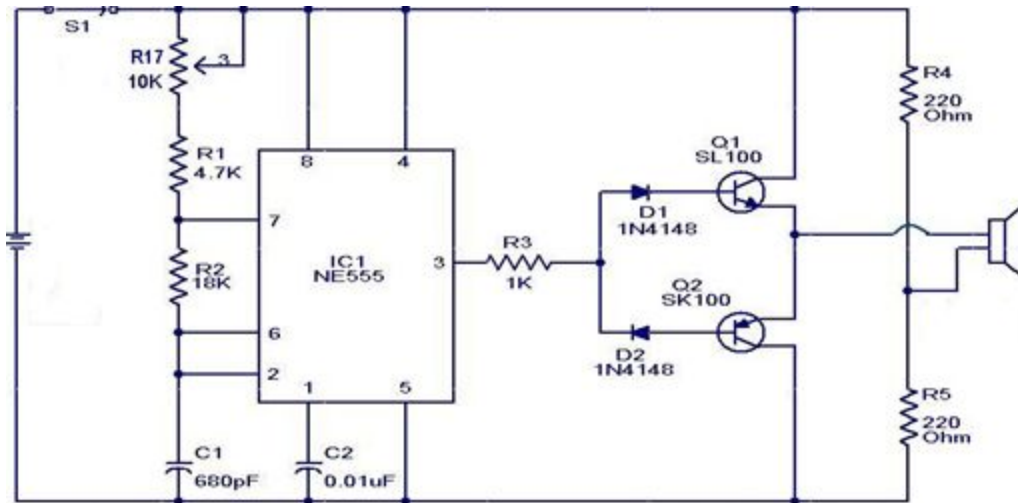 S1
R17
10K
3
R1
4.7K
R2
18K
C1
680pF
8
4
7
6
2
1
5
3
IC1
NE555
C2
0.01uF
R3
1K
D1
1N4148
D2
1N4148
Q1
SL100
Q2
SK100
R4
220
Ohm
R5
220
Ohm